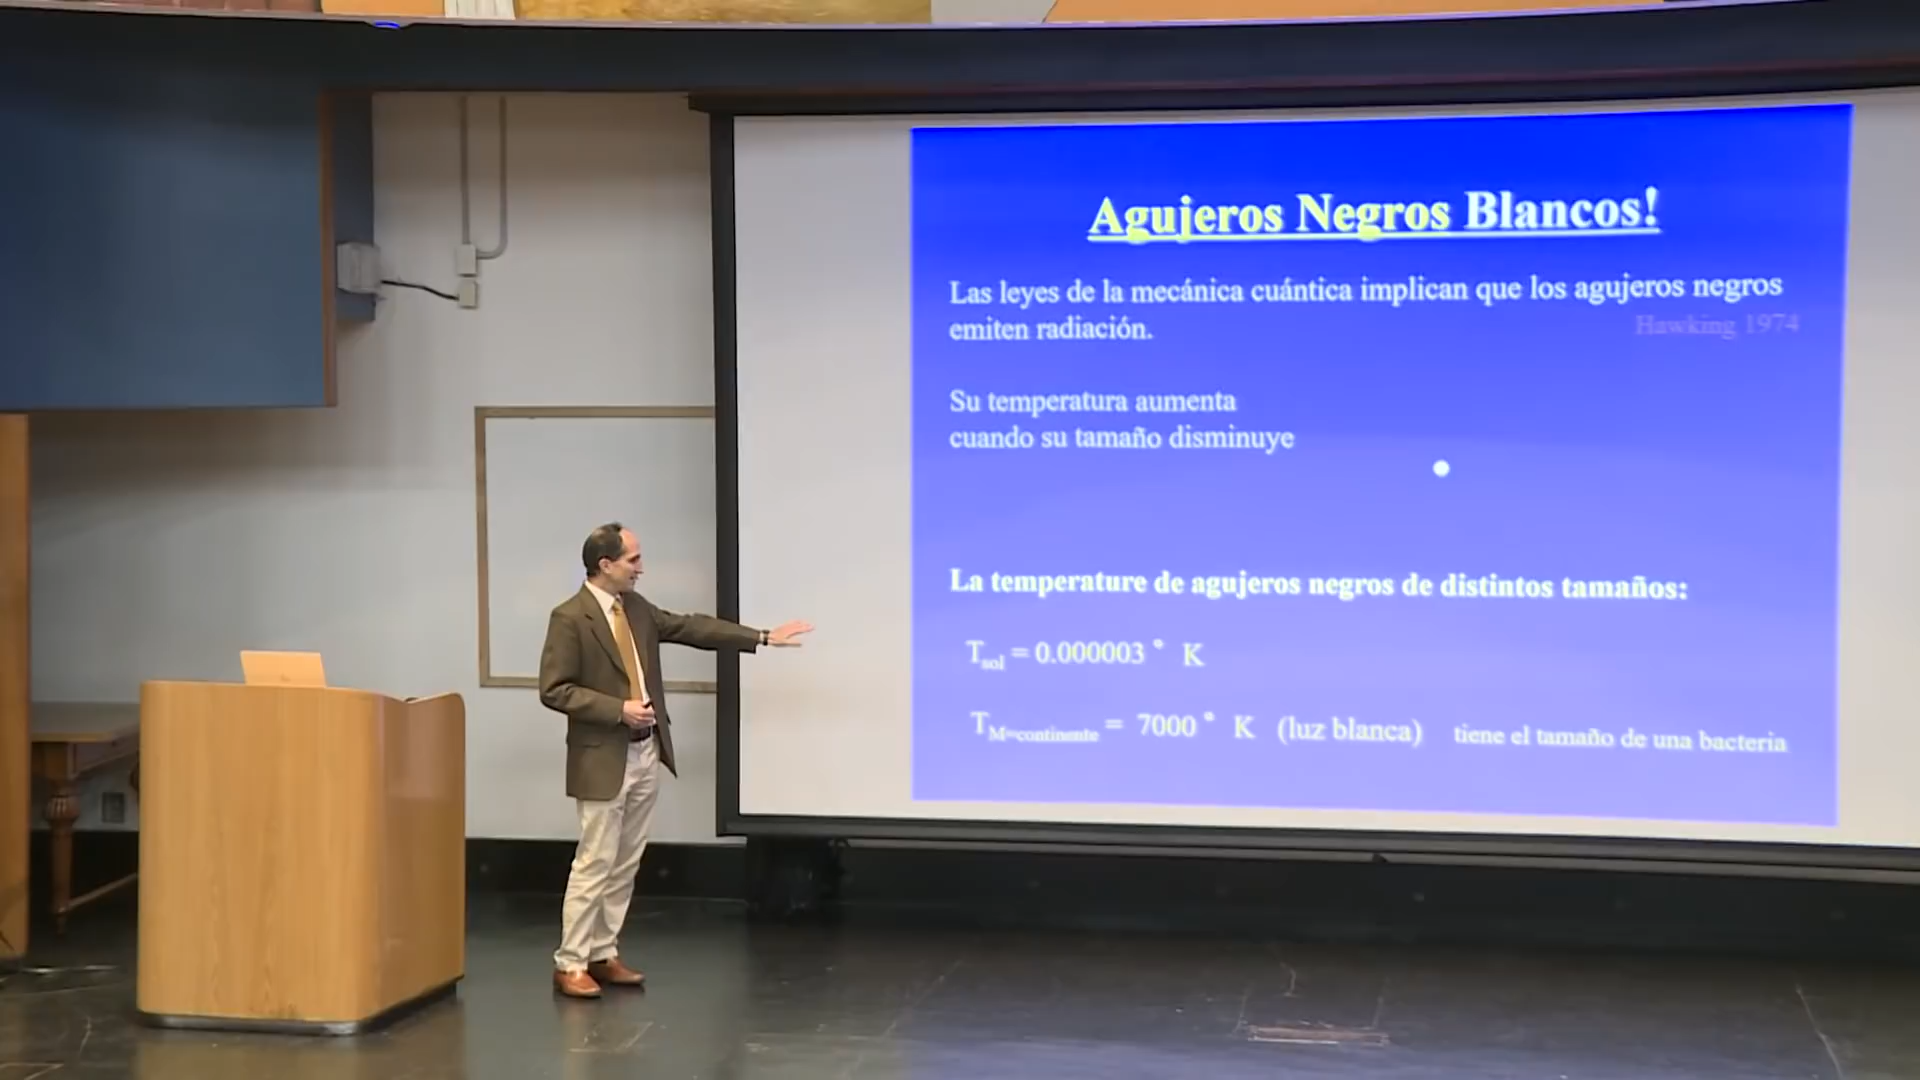 Agujeros Negros Blancos!
Las leyes de la mecánica cuántica implican que los agujeros negros
emiten radiación.
Hawking 1974
Su temperatura aumenta
cuando su tamaño disminuye
La temperature de agujeros negros de distintos tamaños:
Tsol = 0.000003 ° K
TM=continente = 7000 ° K (luz blanca) tiene el tamaño de una bacteria